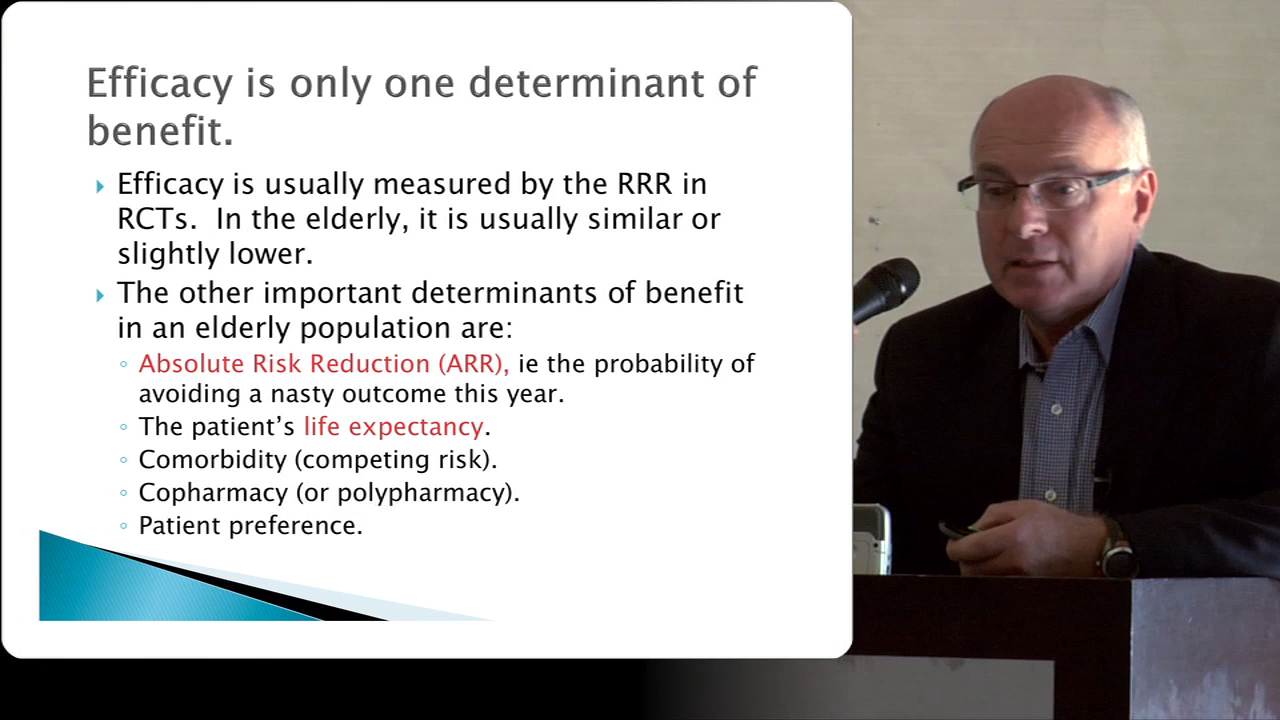 Efficacy is only one determinant of
benefit.
Efficacy is usually measured by the RRR in
RCTs.  In the elderly, it is usually similar or
slightly lower.
The other important determinants of benefit
in an elderly population are:
Absolute Risk Reduction (ARR), ie the probability of
avoiding a nasty outcome this year.
The patient’s life expectancy.
Comorbidity (competing risk).
Copharmacy (or polypharmacy).
Patient preference.